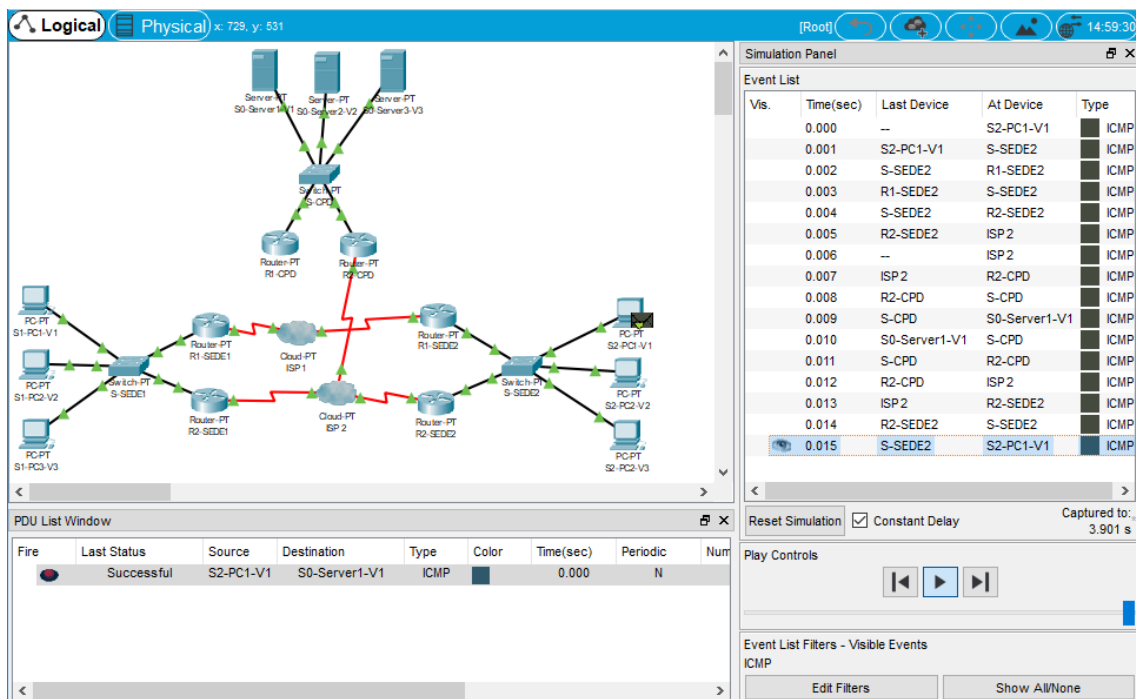 Logical Physical x: 729, y: 531 [Root] 14:59:30
Server-PT
S0-Server1-V1
Server-PT
S0-Server2-V2
Server-PT
S0-Server3-V3
Switch-PT
S-CPD
Router-PT
R1-CPD
Router-PT
R2-CPD
PC-PT
S1-PC1-V1
Router-PT
R1-SEDE1
Cloud-PT
ISP 1
Router-PT
R1-SEDE2
PC-PT
S2-PC1-V1
PC-PT
S1-PC2-V2
Switch-PT
S-SEDE1
Switch-PT
S-SEDE2
PC-PT
S2-PC2-V2
Router-PT
R2-SEDE1
Cloud-PT
ISP 2
Router-PT
R2-SEDE2
PC-PT
S1-PC3-V3
PC-PT
S2-PC2-V3
PDU List Window
Fire Last Status Source Destination Type Color Time(sec) Periodic Num
Successful S2-PC1-V1 S0-Server1-V1 ICMP 0.000 N
Simulation Panel
Event List
Vis. Time(sec) Last Device At Device Type
0.000 -- S2-PC1-V1 ICMP
0.001 S2-PC1-V1 S-SEDE2 ICMP
0.002 S-SEDE2 R1-SEDE2 ICMP
0.003 R1-SEDE2 S-SEDE2 ICMP
0.004 S-SEDE2 R2-SEDE2 ICMP
0.005 R2-SEDE2 ISP 2 ICMP
0.006 -- ISP 2 ICMP
0.007 ISP 2 R2-CPD ICMP
0.008 R2-CPD S-CPD ICMP
0.009 S-CPD S0-Server1-V1 ICMP
0.010 S0-Server1-V1 S-CPD ICMP
0.011 S-CPD R2-CPD ICMP
0.012 R2-CPD ISP 2 ICMP
0.013 ISP 2 R2-SEDE2 ICMP
0.014 R2-SEDE2 S-SEDE2 ICMP
0.015 S-SEDE2 S2-PC1-V1 ICMP
Reset Simulation Constant Delay Captured to:
3.901 s
Play Controls
Event List Filters - Visible Events
ICMP
Edit Filters Show All/None